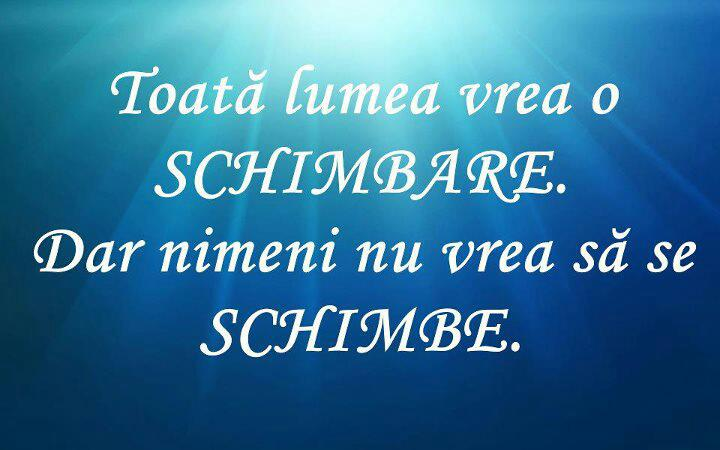 Toată lumea vrea o
SCHIMBARE.
Dar nimeni nu vrea să se
SCHIMBE.